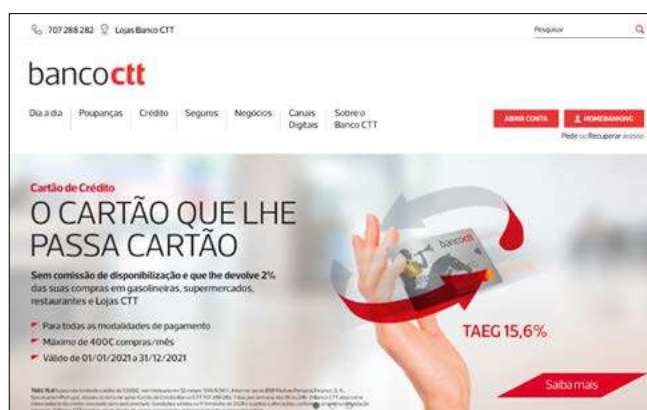 707 288 282 Lojas Banco CTT
Pesquisar
bancoctt
Dia a dia Poupanças Crédito Seguros Negócios Canais Digitais Sobre o Banco CTT
ABRIR CONTA HOMEBANKING
Pede ou Recuperar acesso
Cartão de Crédito
O CARTÃO QUE LHE
PASSA CARTÃO
Sem comissão de disponibilização e que lhe devolve 2%
das suas compras em gasolineiras, supermercados,
restaurantes e Lojas CTT
Para todas as modalidades de pagamento
Máximo de 400€ compras/mês
Válido de 01/01/2021 a 31/12/2021
bancoctt
TAEG 15,6%
Saiba mais